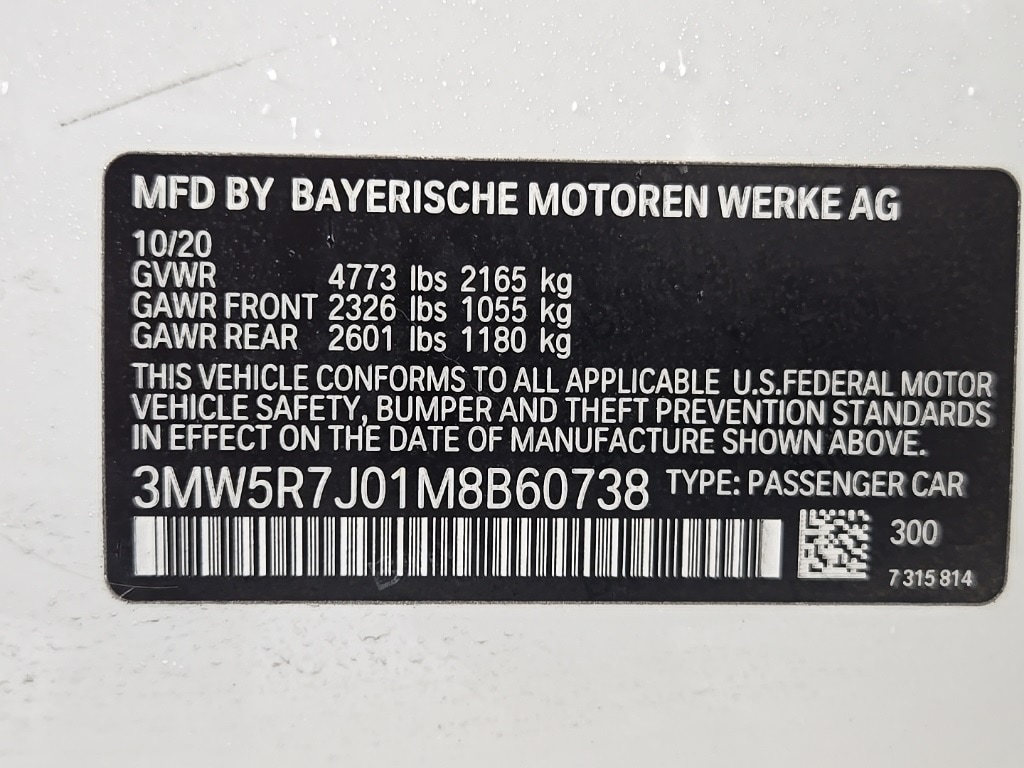 MFD BY BAYERISCHE MOTOREN WERKE AG
10/20
GVWR 4773 lbs 2165 kg
GAWR FRONT 2326 lbs 1055 kg
GAWR REAR 2601 lbs 1180 kg
THIS VEHICLE CONFORMS TO ALL APPLICABLE U.S.FEDERAL MOTOR
VEHICLE SAFETY, BUMPER AND THEFT PREVENTION STANDARDS
IN EFFECT ON THE DATE OF MANUFACTURE SHOWN ABOVE.
3MW5R7J01M8B60738 TYPE: PASSENGER CAR
300
7 315 814